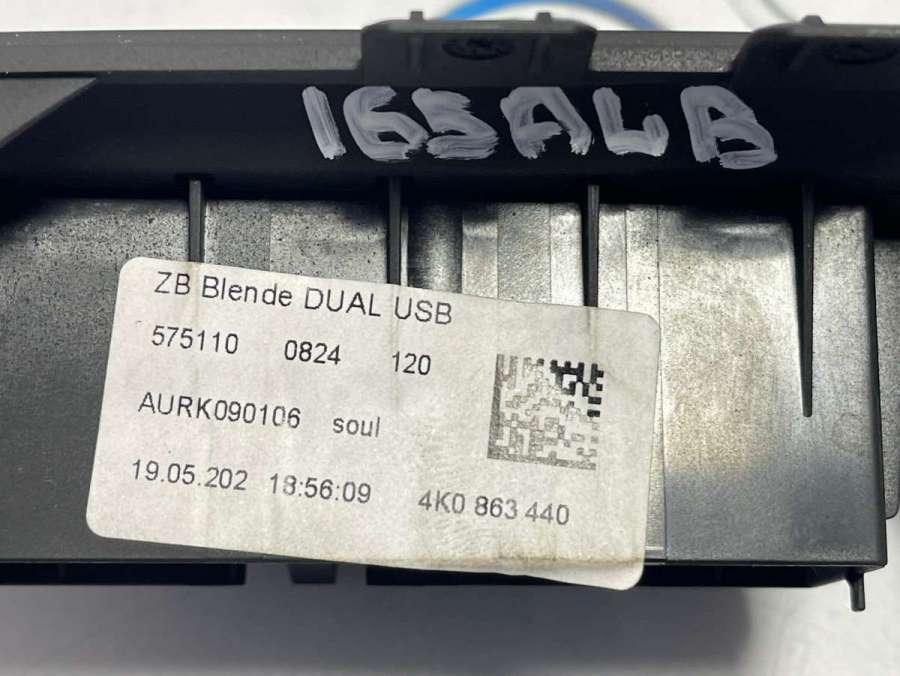 165ALB
ZB Blende DUAL USB
575110 0824 120
AURK090106 soul
19.05.202 18:56:09 4K0 863 440